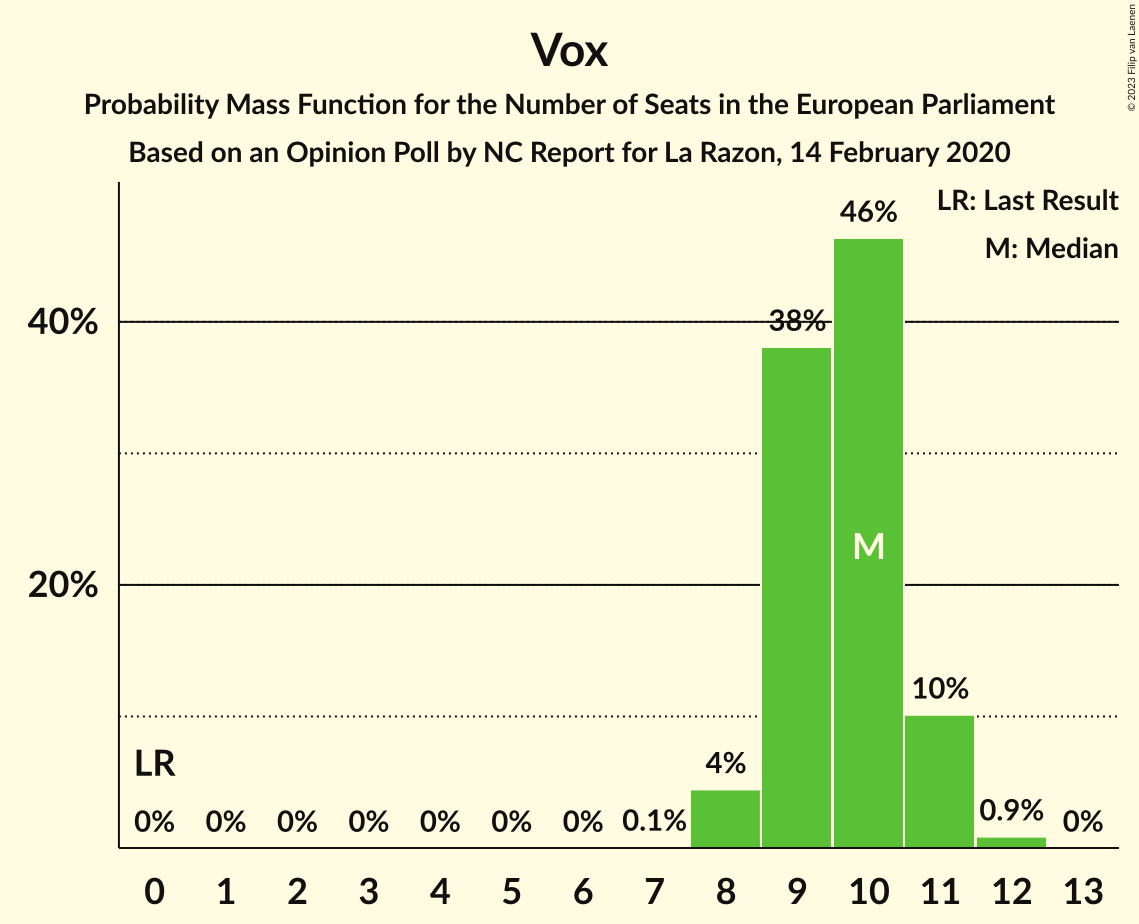 Vox
Probability Mass Function for the Number of Seats in the European Parliament
Based on an Opinion Poll by NC Report for La Razon, 14 February 2020
© 2023 Filip van Laenen
LR: Last Result
M: Median
46%
40%
38%
M
20%
10%
LR
4%
0% 0% 0% 0% 0% 0% 0% 0.1% 0.9% 0%
0 1 2 3 4 5 6 7 8 9 10 11 12 13